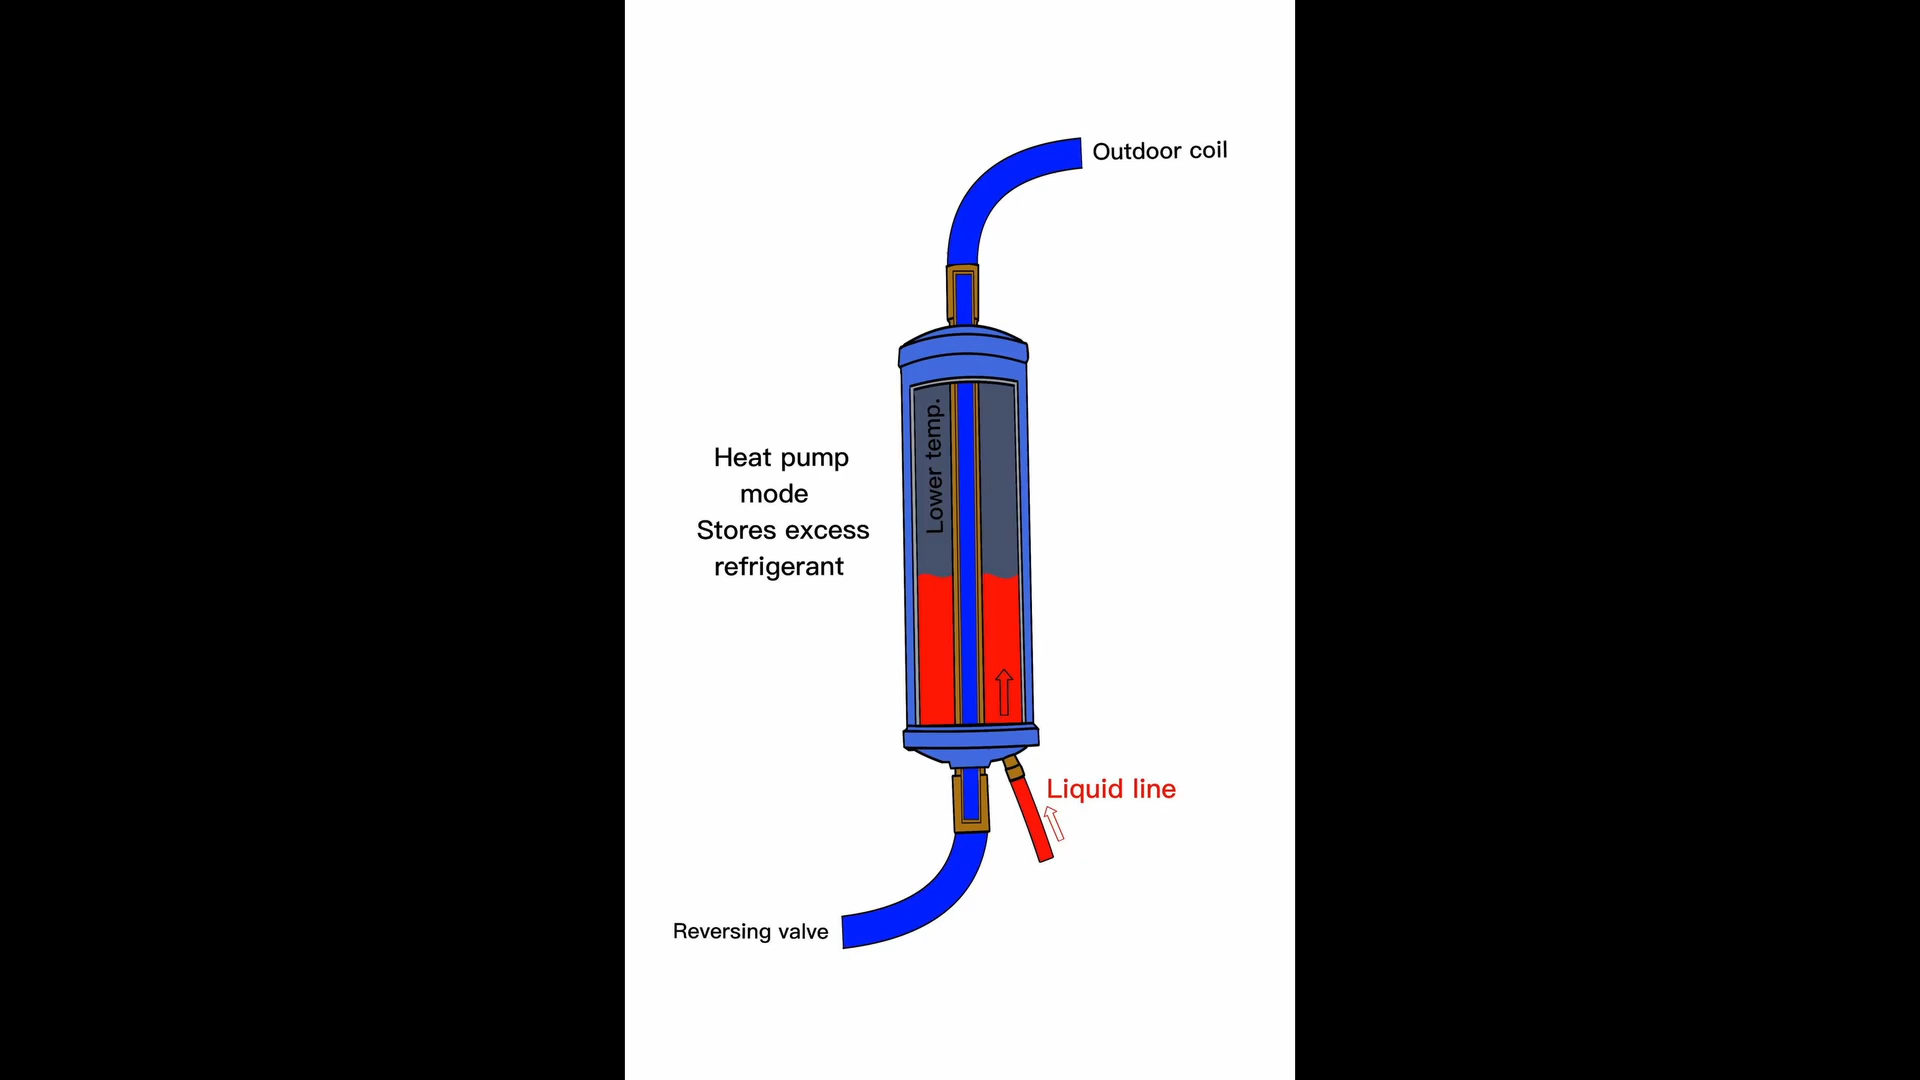 Outdoor coil
Lower temp.
Heat pump
mode
Stores excess
refrigerant
Liquid line
Reversing valve